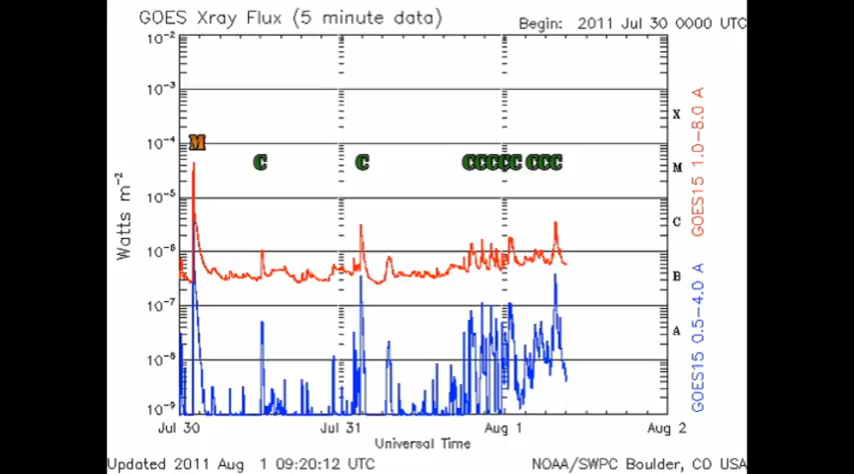 GOES Xray Flux (5 minute data)
Begin: 2011 Jul 30 0000 UTC
10⁻²
10⁻³
10⁻⁴
10⁻⁵
10⁻⁶
10⁻⁷
10⁻⁸
10⁻⁹
Watts m⁻²
M
C
C
CCCCC
CCC
X
M
C
B
A
GOES15 1.0-8.0 A
GOES15 0.5-4.0 A
Jul 30
Jul 31
Aug 1
Aug 2
Universal Time
Updated 2011 Aug 1 09:20:12 UTC
NOAA/SWPC Boulder, CO USA